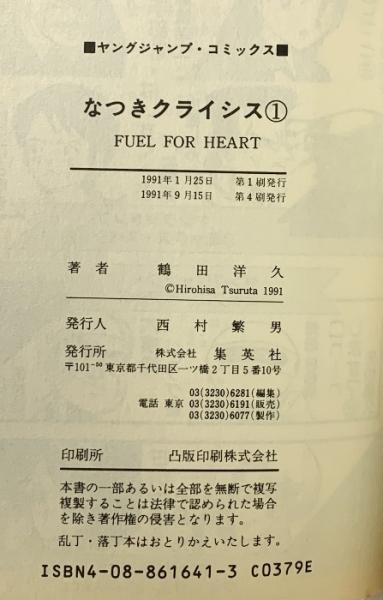 ■ヤングジャンプ・コミックス■
なつきクライシス①
FUEL FOR HEART
1991年1月25日 第1刷発行
1991年9月15日 第4刷発行
著者 鶴田洋久
©Hirohisa Tsuruta 1991
発行人 西村繁男
発行所 株式会社 集英社
〒101-50 東京都千代田区一ツ橋2丁目5番10号
03(3230)6281(編集)
電話 東京 03(3230)6191(販売)
03(3230)6077(製作)
印刷所 凸版印刷株式会社
本書の一部あるいは全部を無断で複写
複製することは法律で認められた場合
を除き著作権の侵害となります。
乱丁・落丁本はおとりかえいたします。
ISBN4-08-861641-3 C0379E